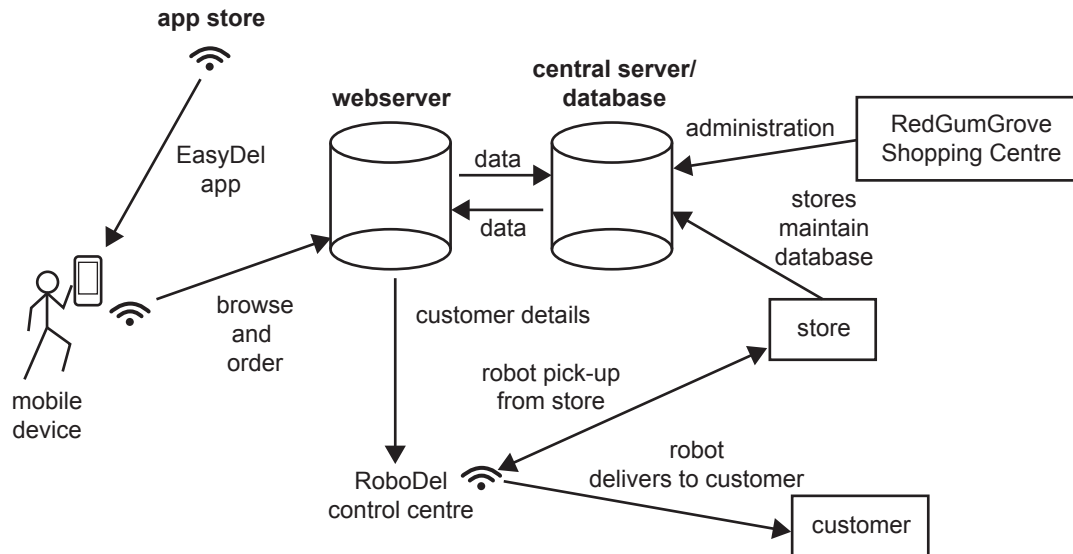 app store
EasyDel
app
mobile
device
browse
and
order
webserver
data
data
central server/
database
administration
RedGumGrove
Shopping Centre
stores
maintain
database
store
customer details
robot pick-up
from store
RoboDel
control centre
robot
delivers to customer
customer